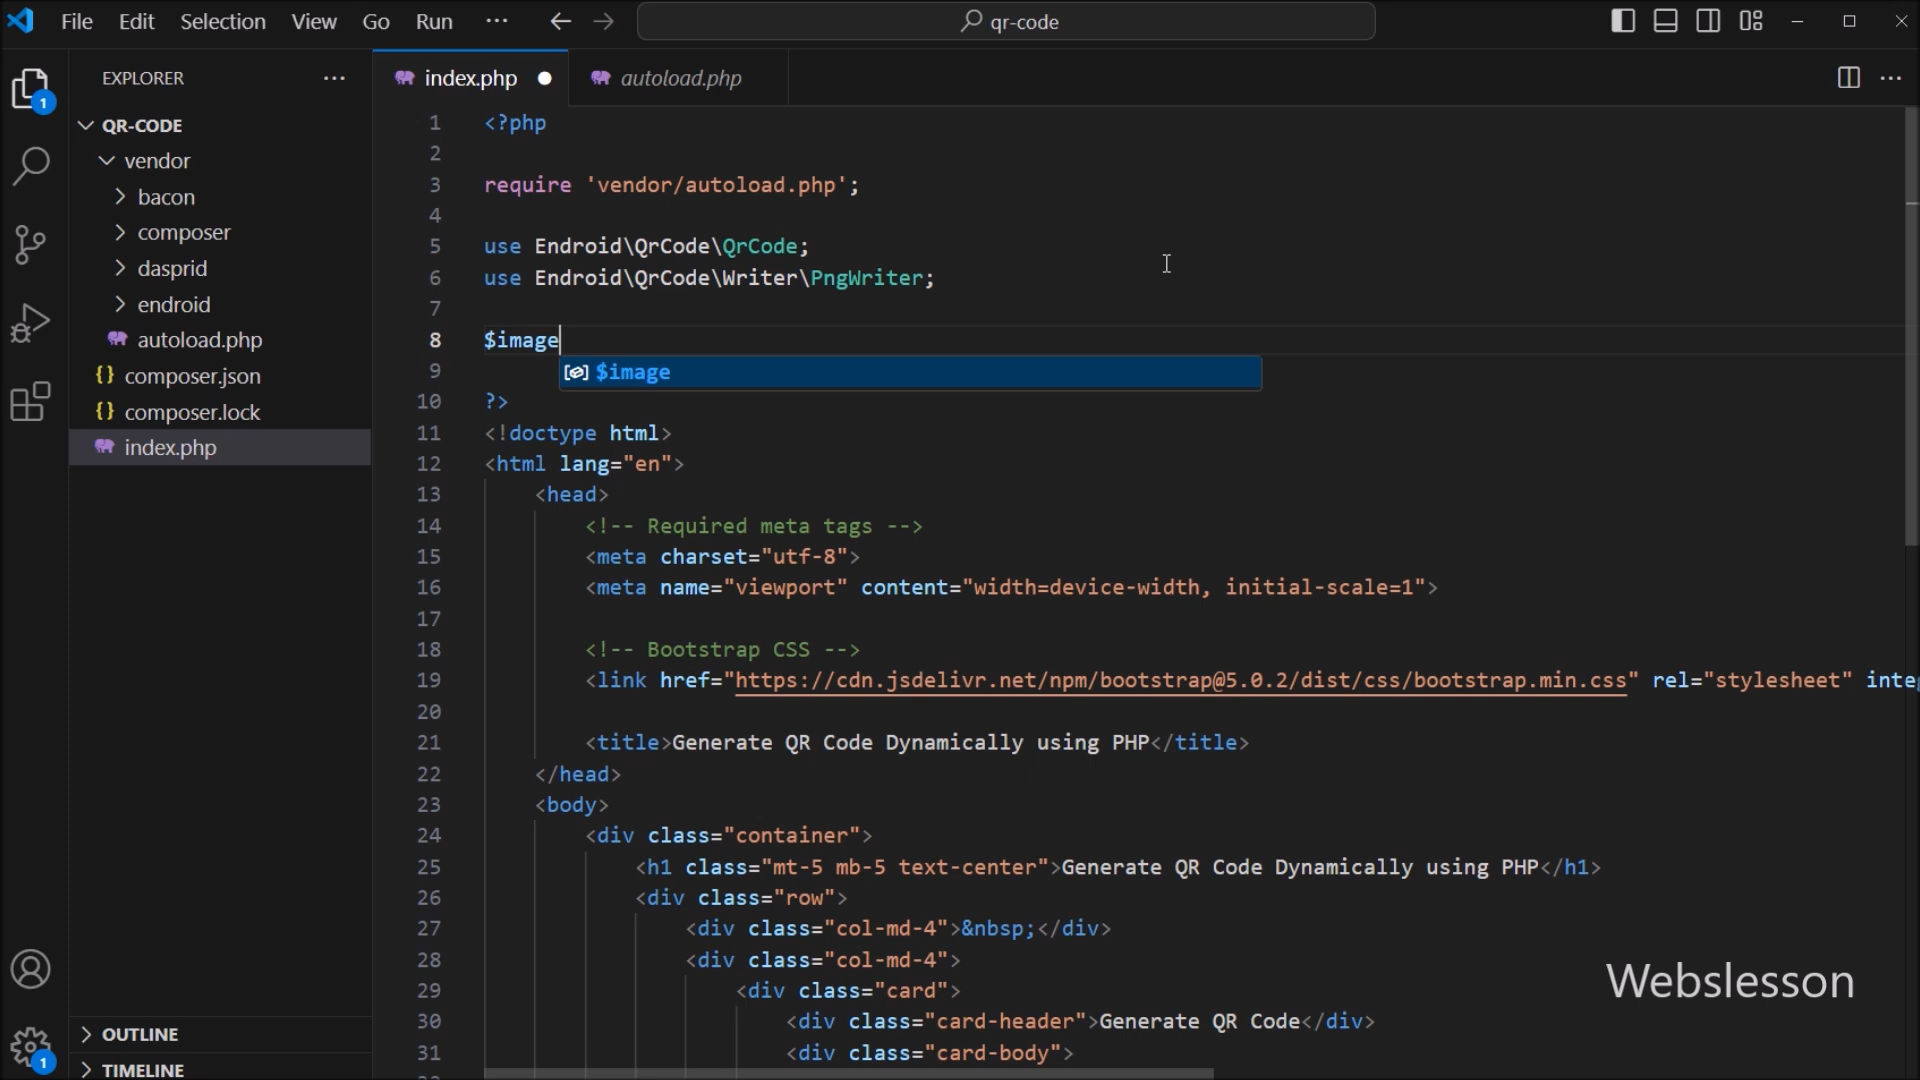 File Edit Selection View Go Run ··· qr-code
EXPLORER ···
QR-CODE
vendor
bacon
composer
dasprid
endroid
autoload.php
{} composer.json
{} composer.lock
index.php
OUTLINE
TIMELINE
1
1
index.php autoload.php ···
1 <?php
2
3 require 'vendor/autoload.php';
4
5 use Endroid\QrCode\QrCode;
6 use Endroid\QrCode\Writer\PngWriter;
7
8 $image
9 $image
10 ?>
11 <!doctype html>
12 <html lang="en">
13 <head>
14 <!-- Required meta tags -->
15 <meta charset="utf-8">
16 <meta name="viewport" content="width=device-width, initial-scale=1">
17
18 <!-- Bootstrap CSS -->
19 <link href="https://cdn.jsdelivr.net/npm/bootstrap@5.0.2/dist/css/bootstrap.min.css" rel="stylesheet" inte
20
21 <title>Generate QR Code Dynamically using PHP</title>
22 </head>
23 <body>
24 <div class="container">
25 <h1 class="mt-5 mb-5 text-center">Generate QR Code Dynamically using PHP</h1>
26 <div class="row">
27 <div class="col-md-4">&nbsp;</div>
28 <div class="col-md-4">
29 <div class="card">
30 <div class="card-header">Generate QR Code</div>
31 <div class="card-body">
Webslesson